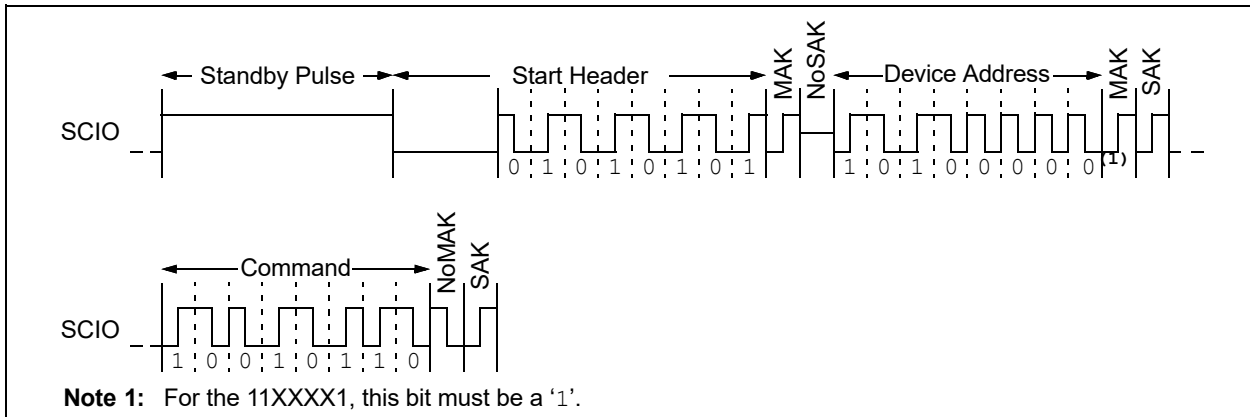 Standby Pulse
Start Header
MAK
NoSAK
Device Address
MAK
SAK
SCIO
0 1 0 1 0 1 0 1
1 0 1 0 0 0 0 0(1)
Command
NoMAK
SAK
SCIO
1 0 0 1 0 1 1 0
Note 1: For the 11XXXX1, this bit must be a ‘1’.